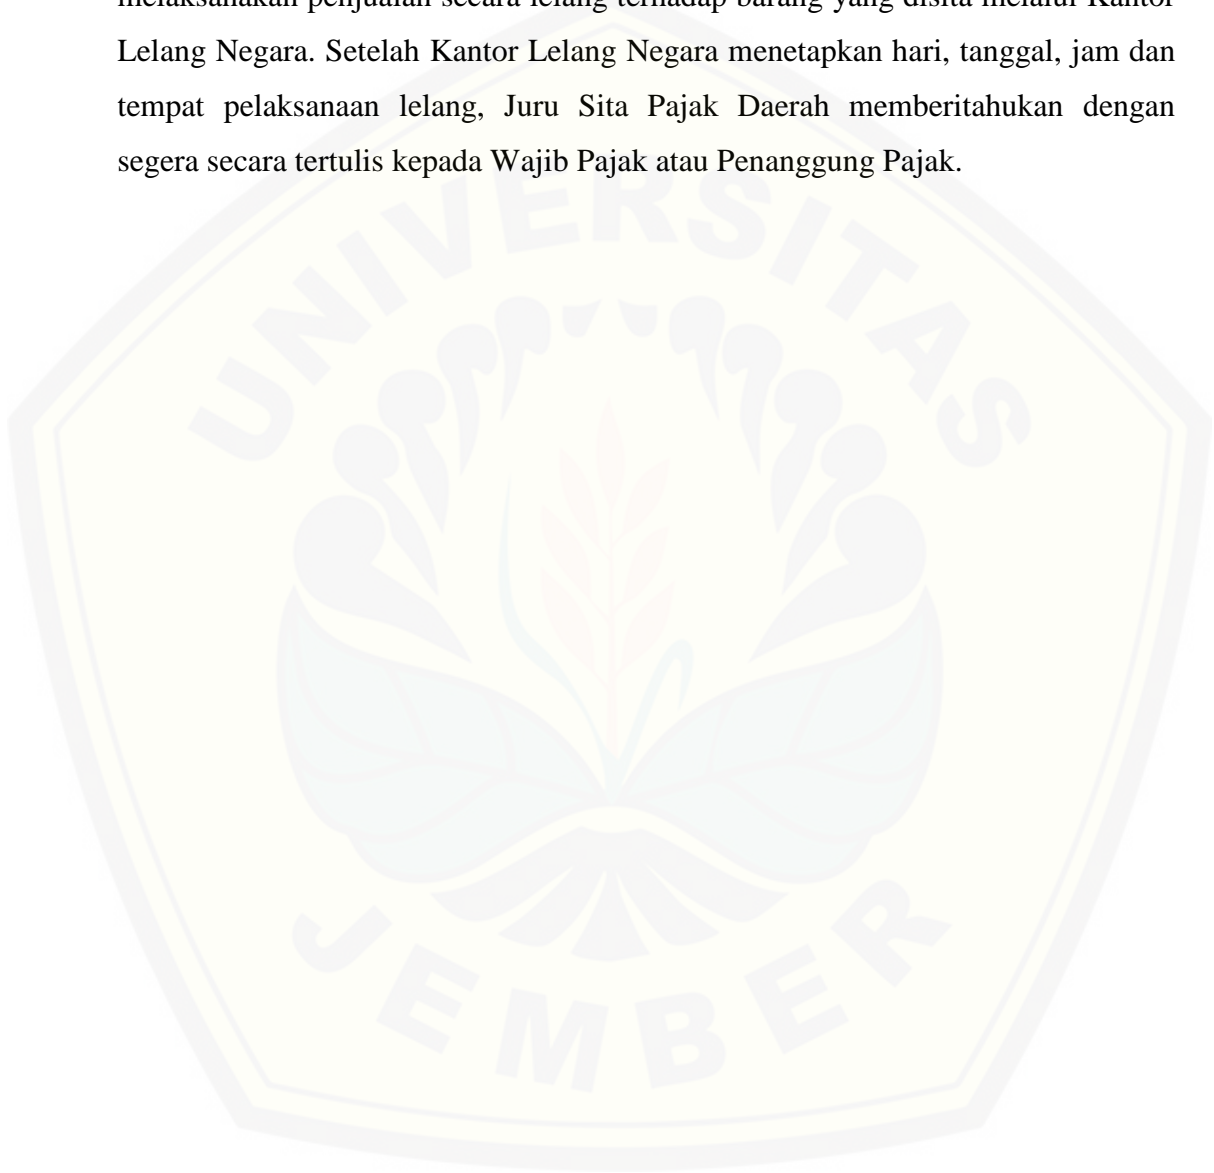 melaksanakan penjualan secara lelang terhadap barang yang disita melalui Kantor
Lelang Negara. Setelah Kantor Lelang Negara menetapkan hari, tanggal, jam dan
tempat pelaksanaan lelang, Juru Sita Pajak Daerah memberitahukan dengan
segera secara tertulis kepada Wajib Pajak atau Penanggung Pajak.
UNIVERSITAS
JEMBER